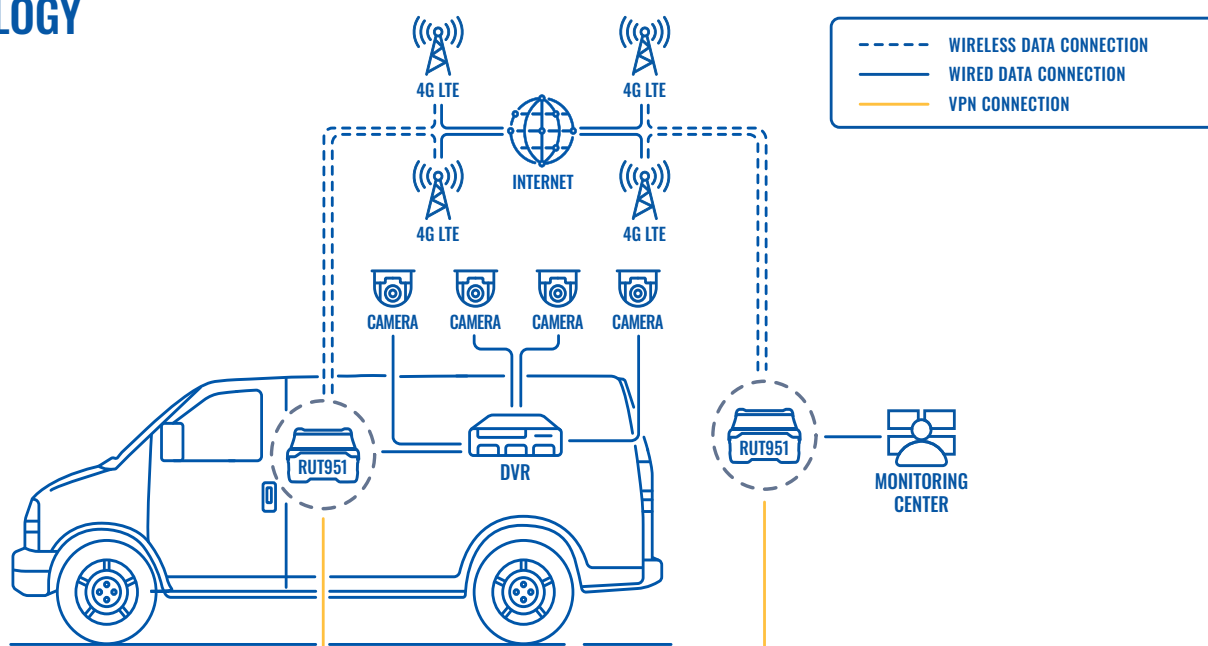 LOGY
WIRELESS DATA CONNECTION
WIRED DATA CONNECTION
VPN CONNECTION
4G LTE
4G LTE
INTERNET
4G LTE
4G LTE
CAMERA
CAMERA
CAMERA
CAMERA
RUT951
DVR
RUT951
MONITORING
CENTER